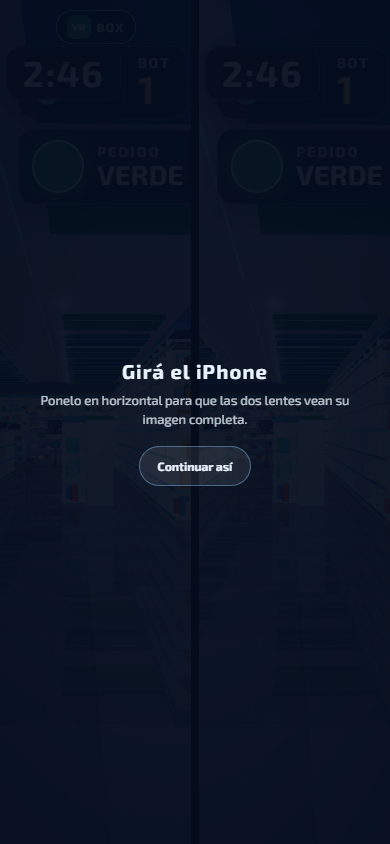 VR BOX
2:46 BOT 1 2:46 BOT 1
PEDIDO PEDIDO
VERDE VERDE
Girá el iPhone
Ponelo en horizontal para que las dos lentes vean su
imagen completa.
Continuar así